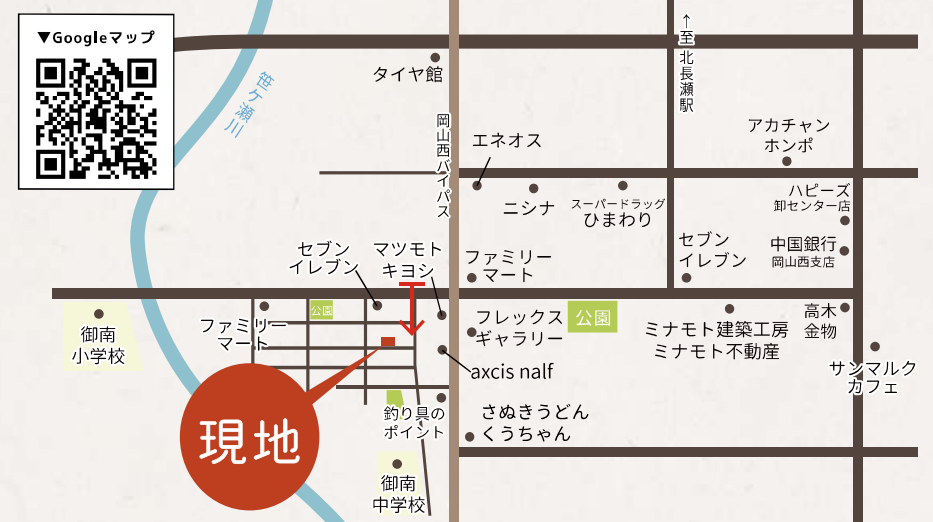 ▼Googleマップ
笹ケ瀬川
タイヤ館
岡山西バイパス
↑至 北長瀬駅
エネオス
ニシナ
スーパードラッグ
ひまわり
アカチャン
ホンポ
ハピーズ
卸センター店
中国銀行
岡山西支店
セブン
イレブン
ファミリー
マート
セブン
イレブン
マツモト
キヨシ
御南
小学校
ファミリー
マート
公園
フレックス
ギャラリー
公園
ミナモト建築工房
ミナモト不動産
高木
金物
サンマルク
カフェ
axcis nalf
釣り具の
ポイント
さぬきうどん
くうちゃん
現地
御南
中学校